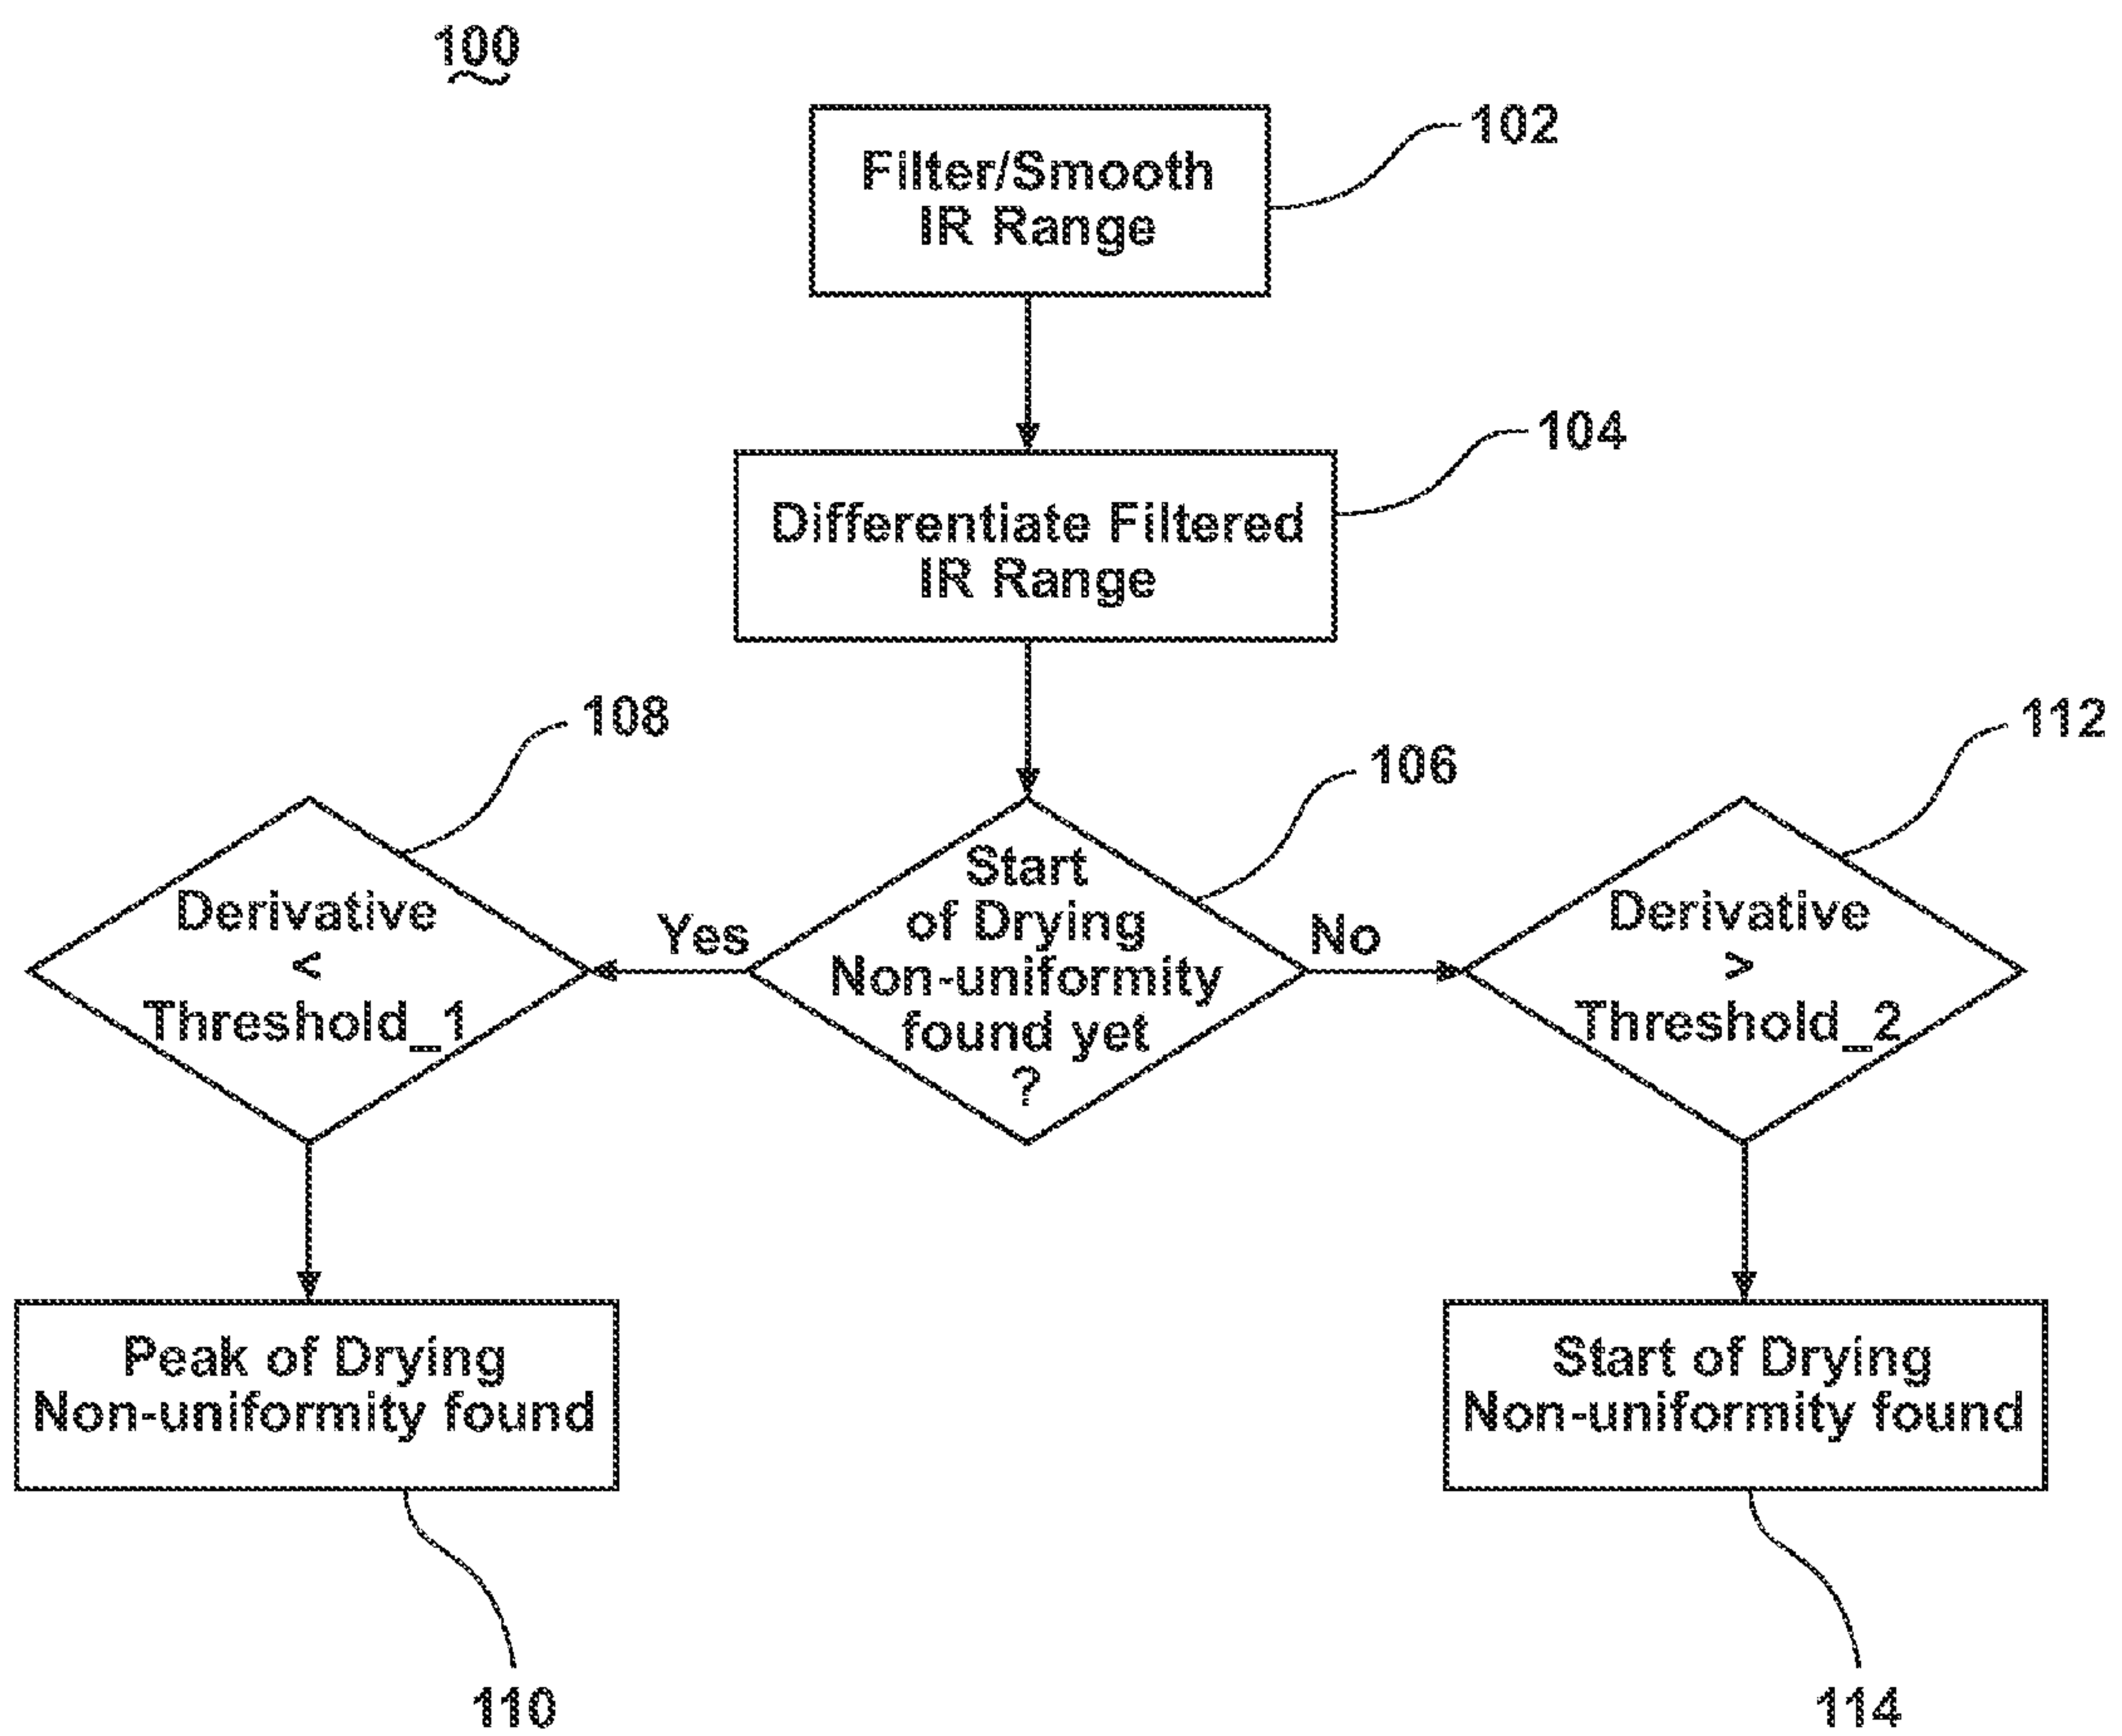 100
Filter/Smooth
IR Range
102
Differentiate Filtered
IR Range
104
108
106
112
Derivative
<
Threshold_1
Yes
Start
of Drying
Non-uniformity
found yet
?
No
Derivative
>
Threshold_2
Peak of Drying
Non-uniformity found
Start of Drying
Non-uniformity found
110
114